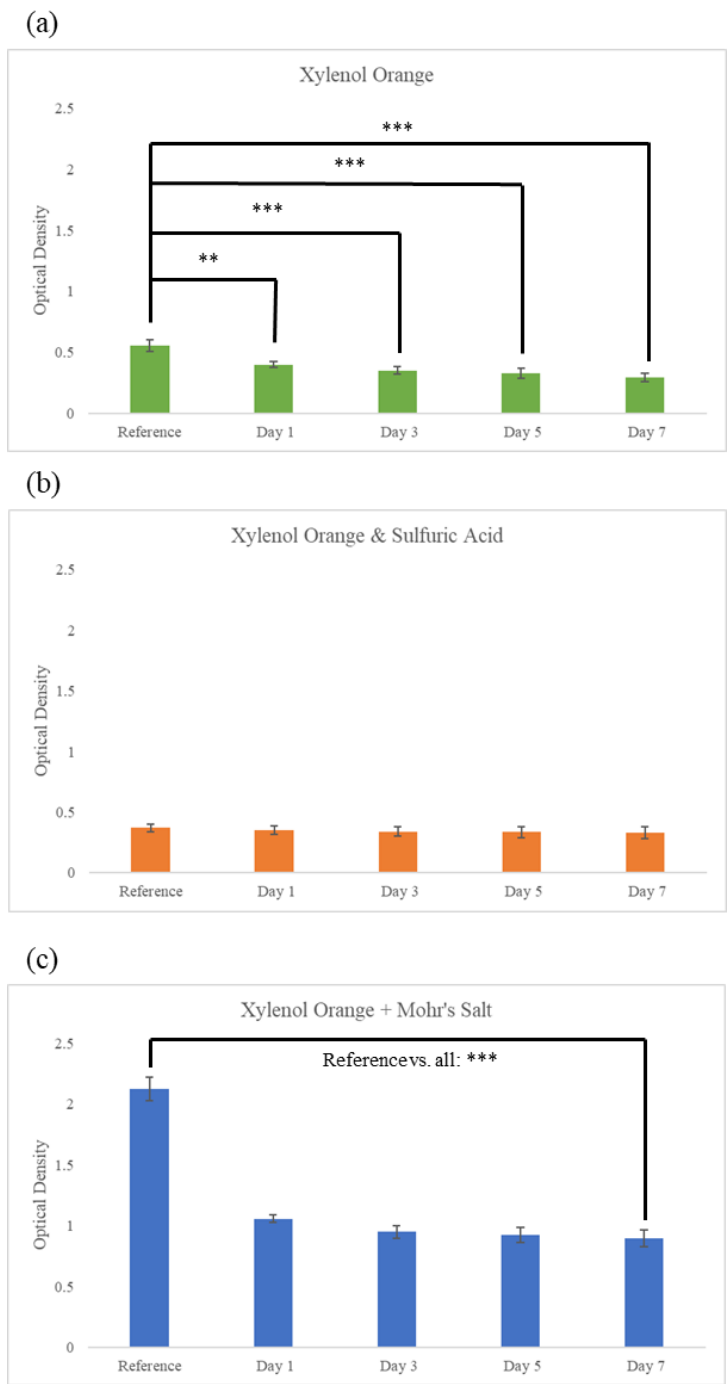 (a)
Xylenol Orange
2.5
2
1.5
1
0.5
0
Optical Density
***
***
***
**
Reference Day 1 Day 3 Day 5 Day 7
(b)
Xylenol Orange & Sulfuric Acid
2.5
2
1.5
1
0.5
0
Optical Density
Reference Day 1 Day 3 Day 5 Day 7
(c)
Xylenol Orange + Mohr's Salt
2.5
2
1.5
1
0.5
0
Optical Density
Reference vs. all: ***
Reference Day 1 Day 3 Day 5 Day 7